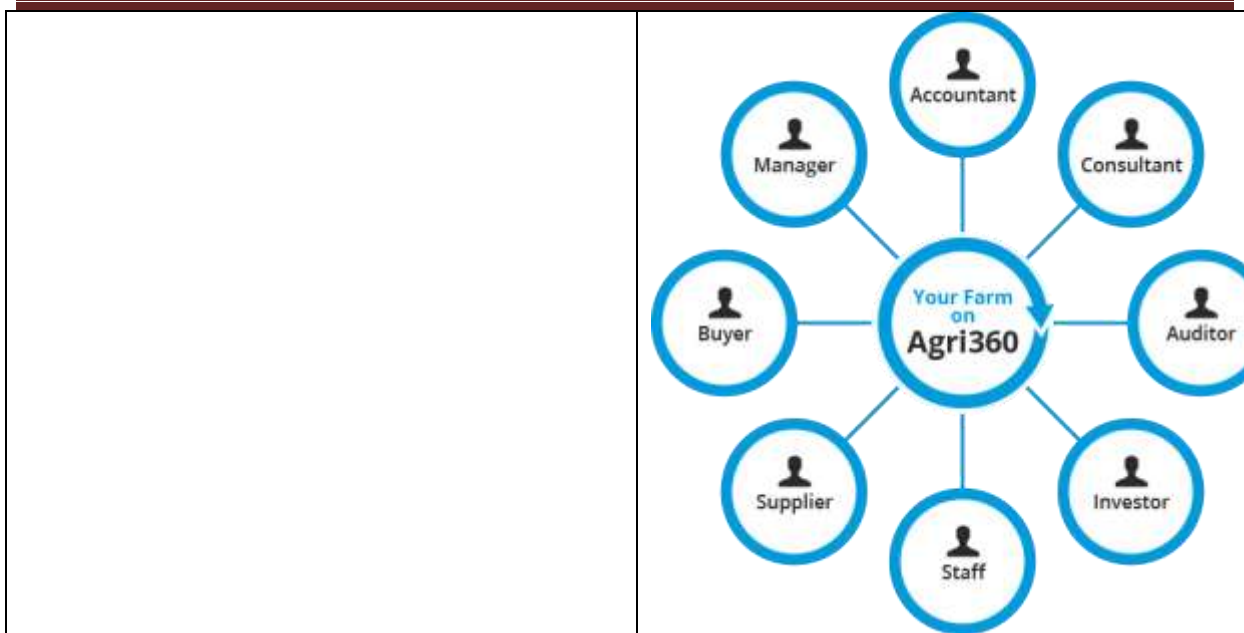 Accountant
Manager
Consultant
Your Farm
on
Agri360
Buyer
Auditor
Supplier
Investor
Staff